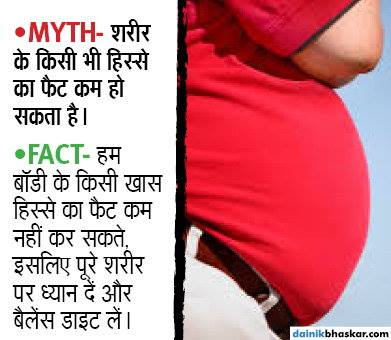 •MYTH- शरीर
के किसी भी हिस्से
का फैट कम हो
सकता है।
•FACT- हम
बॉडी के किसी खास
हिस्से का फैट कम
नहीं कर सकते,
इसलिए पूरे शरीर
पर ध्यान दें और
बैलेंस डाइट लें।
dainikbhaskar.com